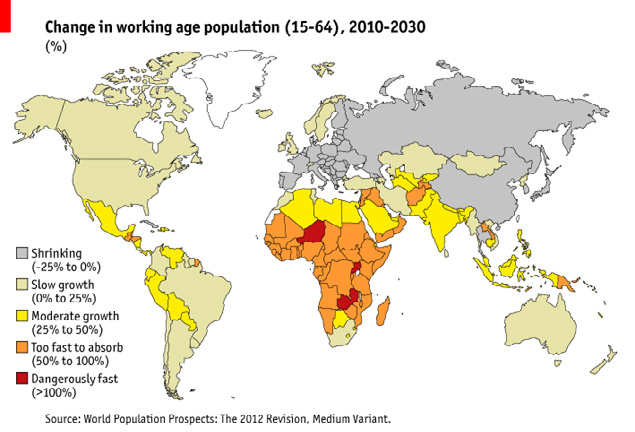 Change in working age population (15-64), 2010-2030
(%)
Shrinking
(-25% to 0%)
Slow growth
(0% to 25%)
Moderate growth
(25% to 50%)
Too fast to absorb
(50% to 100%)
Dangerously fast
(>100%)
Source: World Population Prospects: The 2012 Revision, Medium Variant.